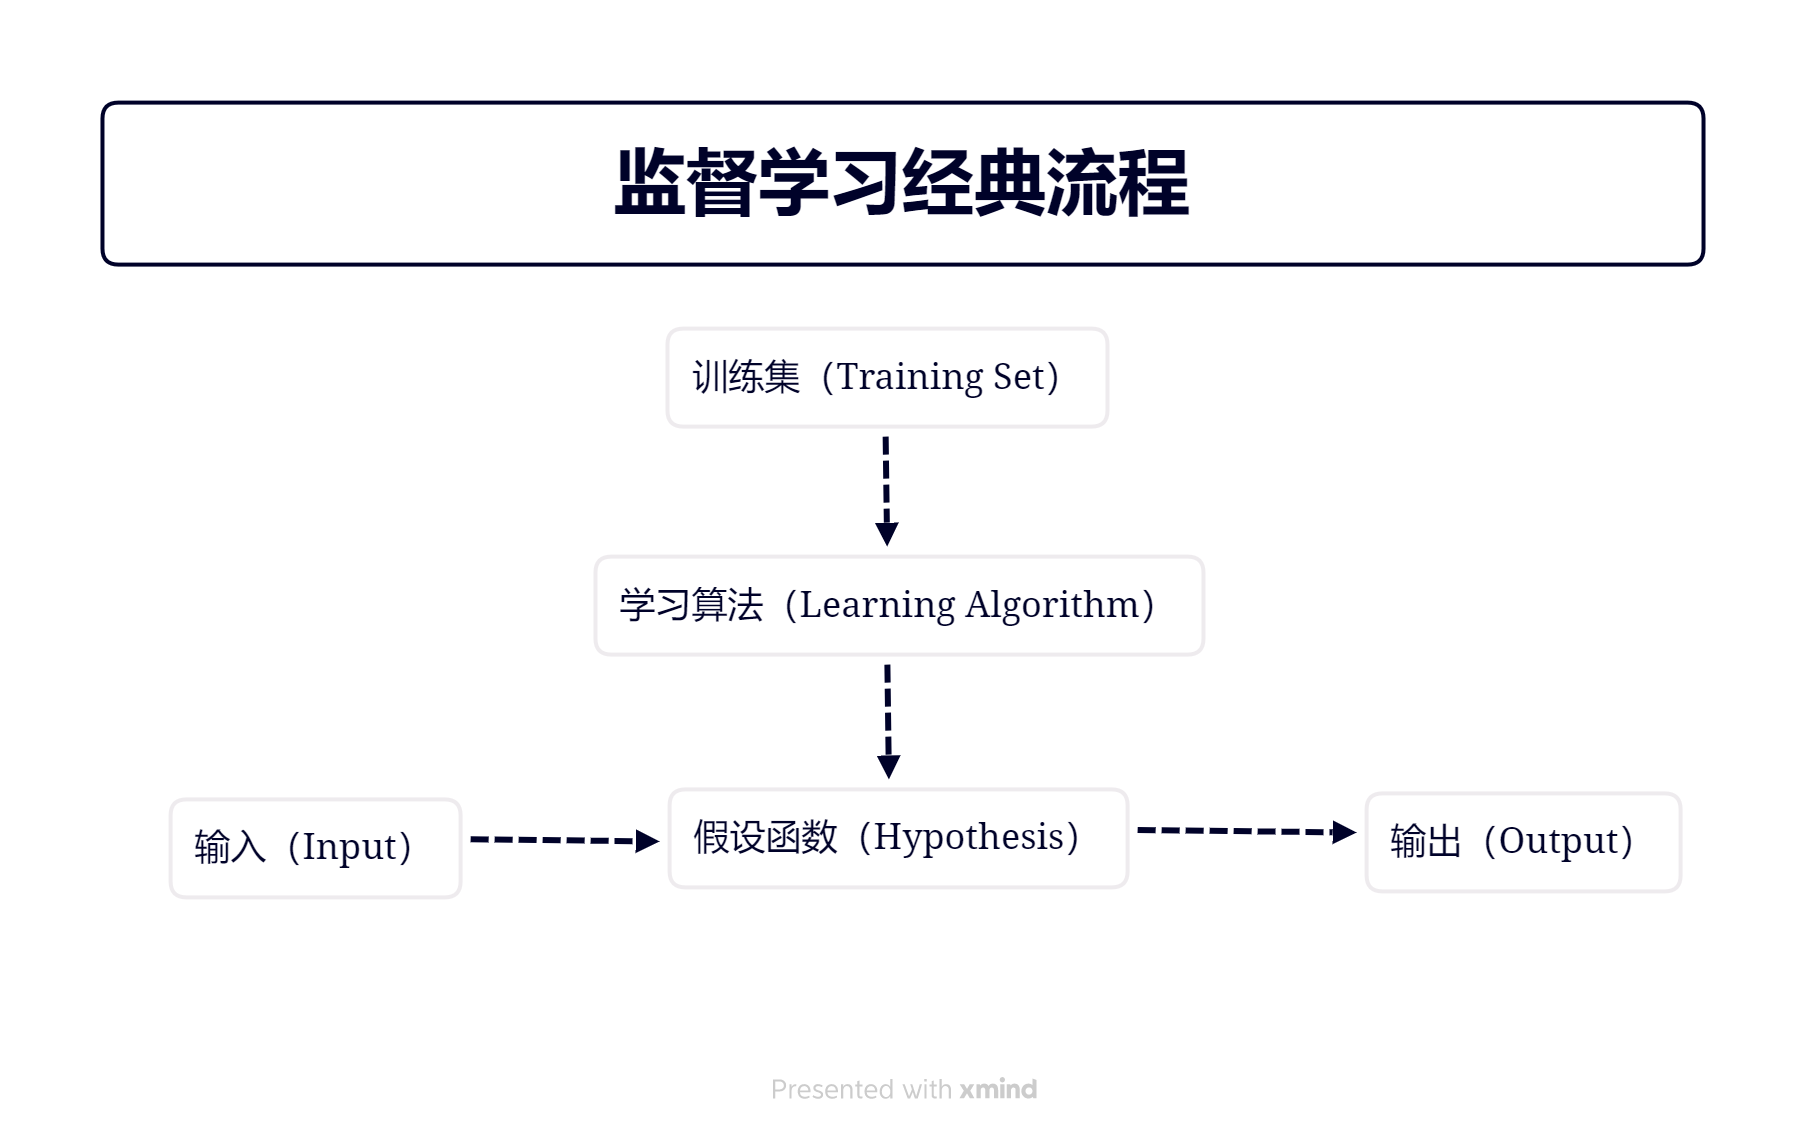 监督学习经典流程
训练集（Training Set）
学习算法（Learning Algorithm）
输入（Input）
假设函数（Hypothesis）
输出（Output）
Presented with xmind